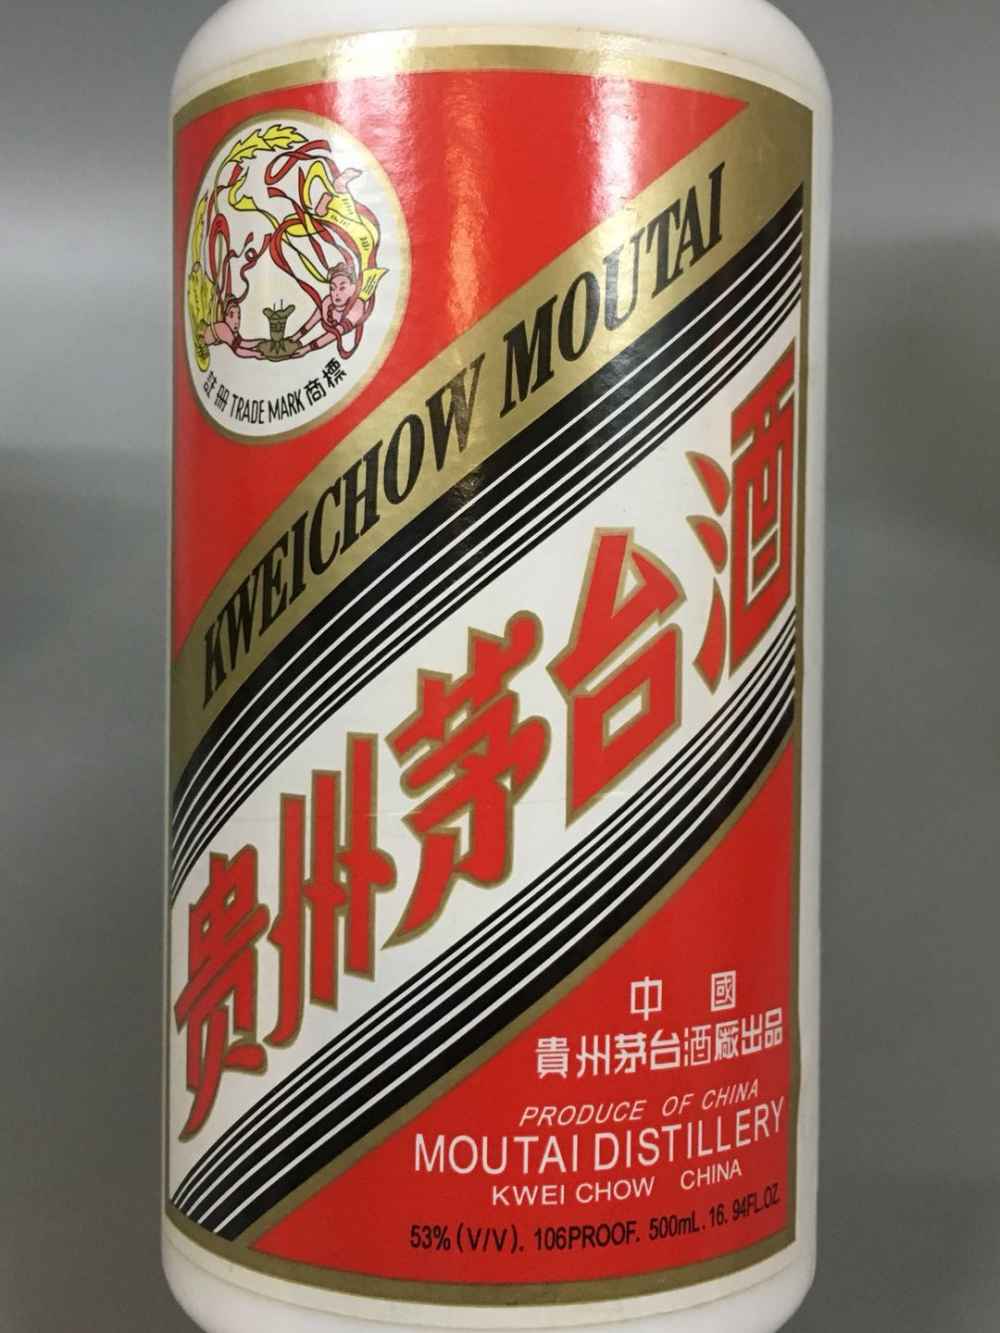 註冊 TRADE MARK 商標
KWEICHOW MOUTAI
贵州茅台酒
中國
貴州茅台酒廠出品
PRODUCE OF CHINA
MOUTAI DISTILLERY
KWEI CHOW CHINA
53% (V/V). 106PROOF. 500mL. 16. 94FL.OZ.